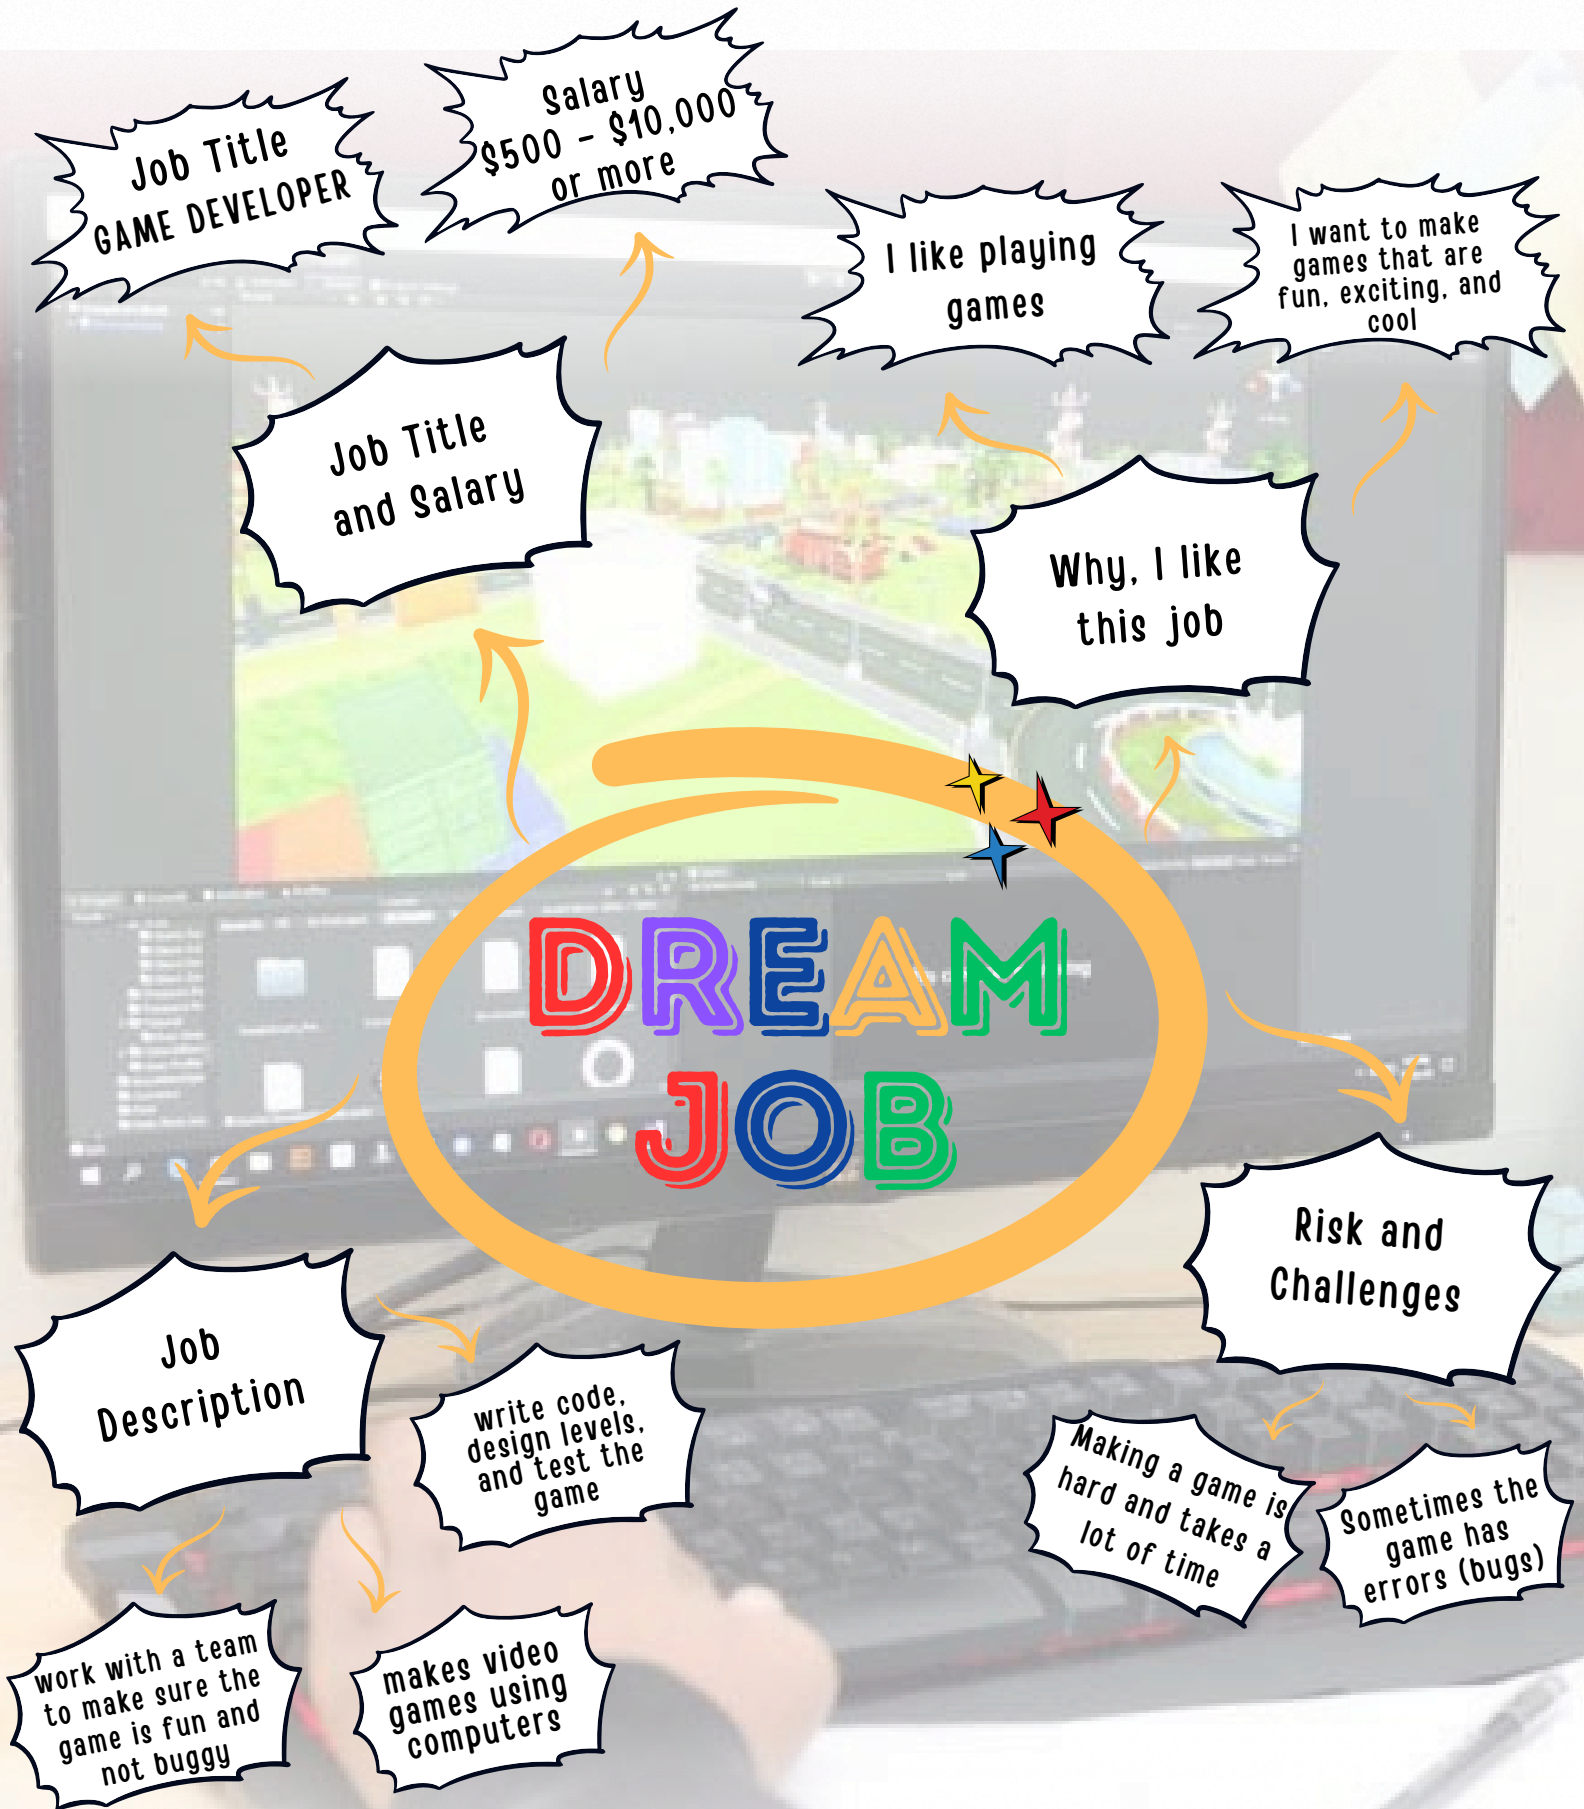 Job Title
GAME DEVELOPER
Salary
$500 - $10,000
or more
I like playing
games
I want to make
games that are
fun, exciting, and
cool
Job Title
and Salary
Why, I like
this job
DREAM
JOB
Risk and
Challenges
Job
Description
write code,
design levels,
and test the
game
Making a game is
hard and takes a
lot of time
Sometimes the
game has
errors (bugs)
work with a team
to make sure the
game is fun and
not buggy
makes video
games using
computers